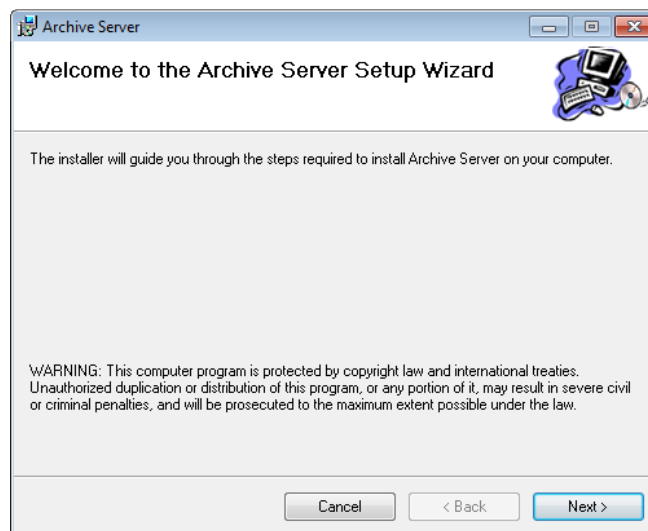 Archive Server
Welcome to the Archive Server Setup Wizard
The installer will guide you through the steps required to install Archive Server on your computer.
WARNING: This computer program is protected by copyright law and international treaties.
Unauthorized duplication or distribution of this program, or any portion of it, may result in severe civil
or criminal penalties, and will be prosecuted to the maximum extent possible under the law.
Cancel < Back Next >